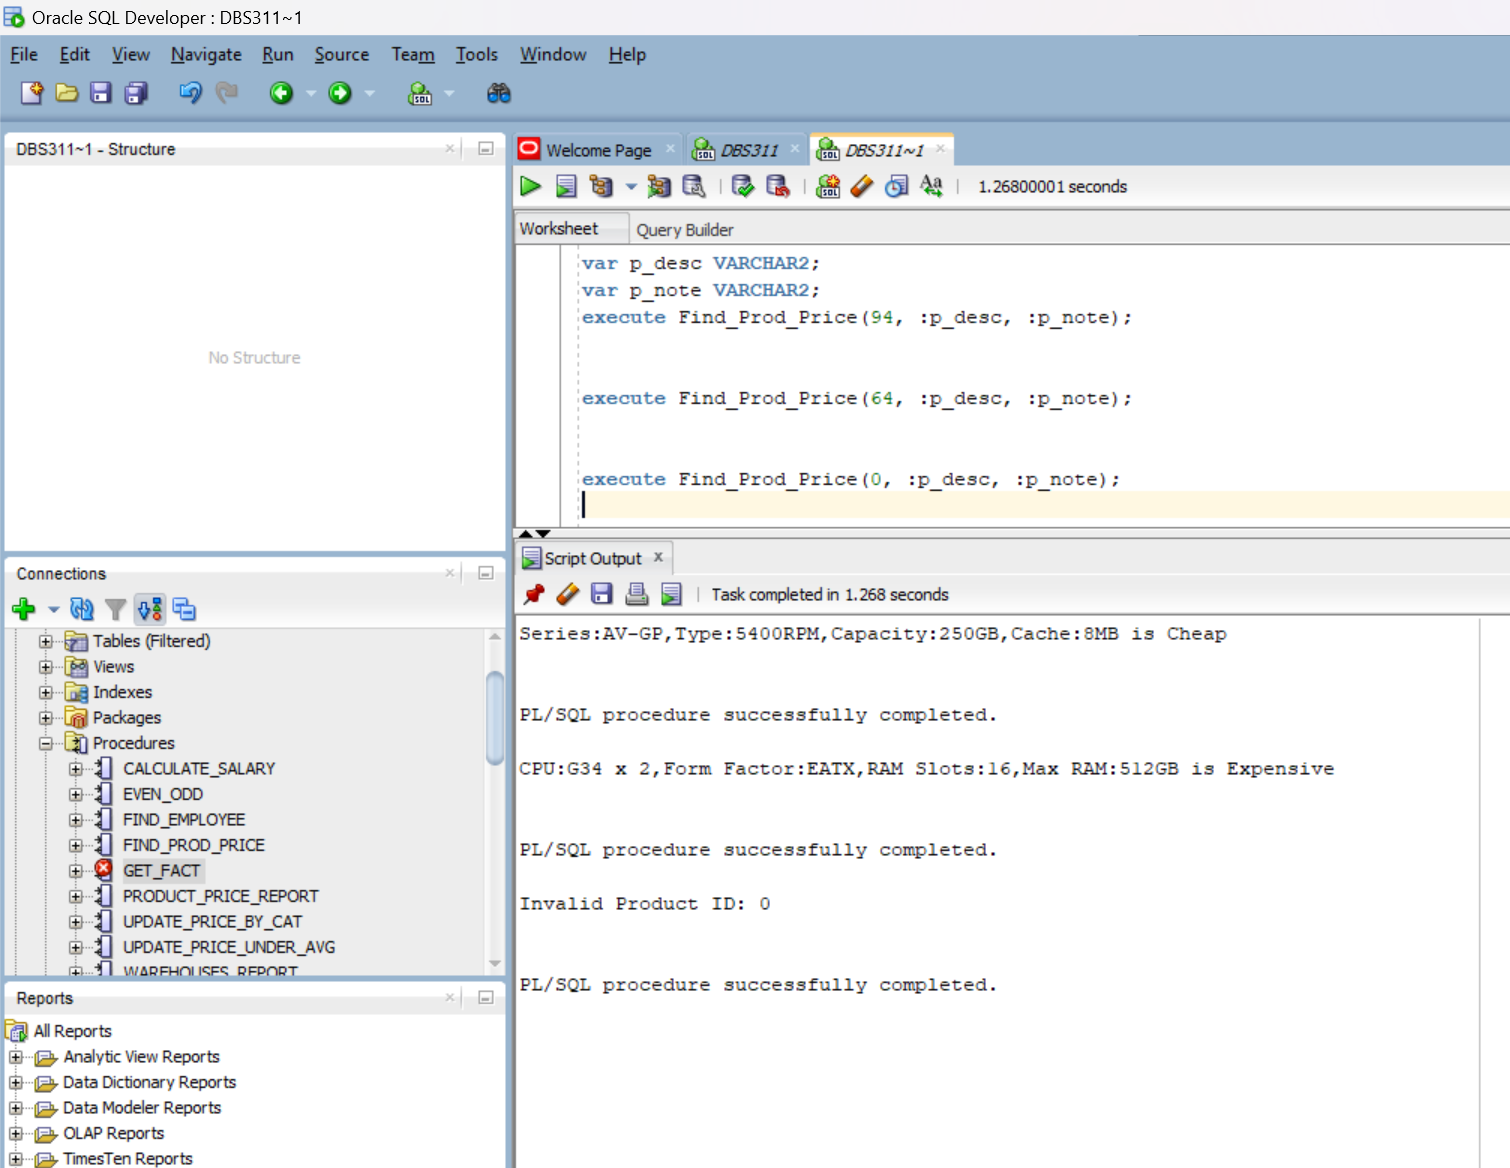 Oracle SQL Developer : DBS311~1
File Edit View Navigate Run Source Team Tools Window Help
SQL
DBS311~1 - Structure
No Structure
Connections
Tables (Filtered)
Views
Indexes
Packages
Procedures
CALCULATE_SALARY
EVEN_ODD
FIND_EMPLOYEE
FIND_PROD_PRICE
GET_FACT
PRODUCT_PRICE_REPORT
UPDATE_PRICE_BY_CAT
UPDATE_PRICE_UNDER_AVG
WAREHOUSES_REPORT
Reports
All Reports
Analytic View Reports
Data Dictionary Reports
Data Modeler Reports
OLAP Reports
TimesTen Reports
Welcome Page SQL DBS311 SQL DBS311~1
SQL Aa 1.26800001 seconds
Worksheet Query Builder
var p_desc VARCHAR2;
var p_note VARCHAR2;
execute Find_Prod_Price(94, :p_desc, :p_note);
execute Find_Prod_Price(64, :p_desc, :p_note);
execute Find_Prod_Price(0, :p_desc, :p_note);
Script Output
Task completed in 1.268 seconds
Series:AV-GP,Type:5400RPM,Capacity:250GB,Cache:8MB is Cheap
PL/SQL procedure successfully completed.
CPU:G34 x 2,Form Factor:EATX,RAM Slots:16,Max RAM:512GB is Expensive
PL/SQL procedure successfully completed.
Invalid Product ID: 0
PL/SQL procedure successfully completed.